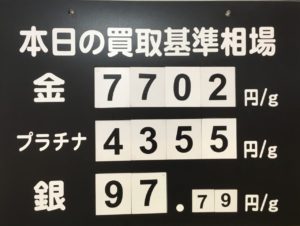 本日の買取基準相場
金 7702 円/g
プラチナ 4355 円/g
銀 97.79 円/g